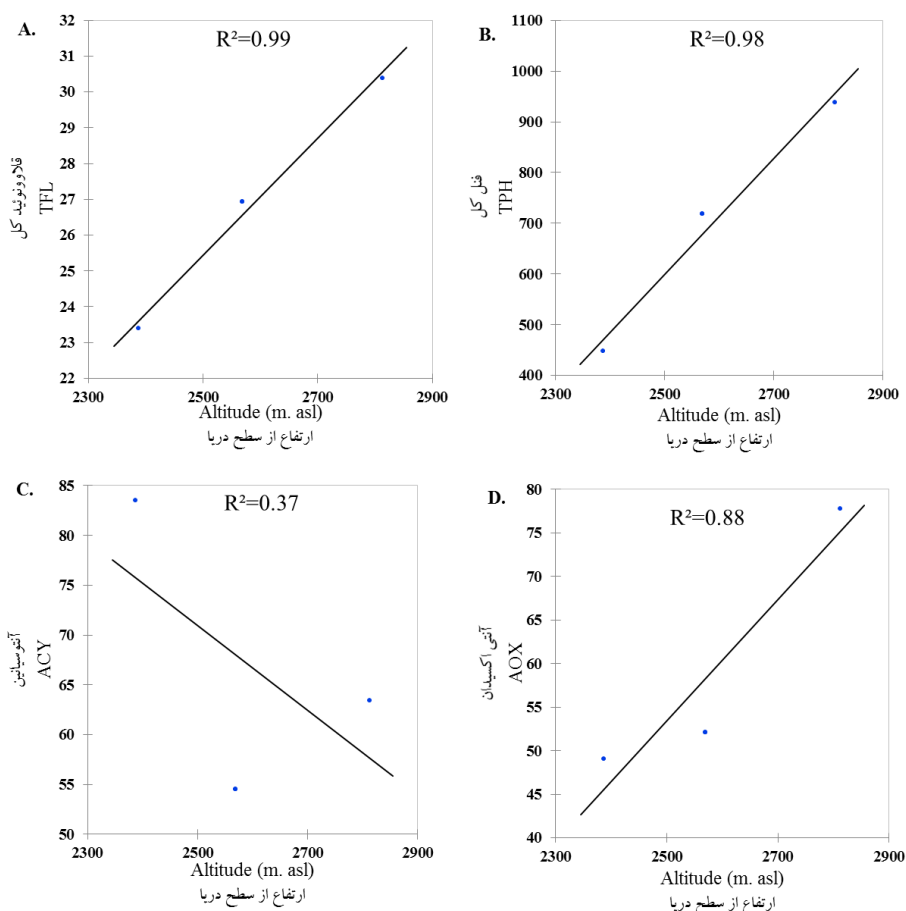 A.
R²=0.99
32
31
30
29
28
27
26
25
24
23
22
فلاوونوئید کل
TFL
2300 2500 2700 2900
Altitude (m. asl)
ارتفاع از سطح دریا
B.
R²=0.98
1100
1000
900
800
700
600
500
400
فنل کل
TPH
2300 2500 2700 2900
Altitude (m. asl)
ارتفاع از سطح دریا
C.
R²=0.37
85
80
75
70
65
60
55
50
آنتوسیانین
ACY
2300 2500 2700 2900
Altitude (m. asl)
ارتفاع از سطح دریا
D.
R²=0.88
80
75
70
65
60
55
50
45
40
آنتی اکسیدان
AOX
2300 2500 2700 2900
Altitude (m. asl)
ارتفاع از سطح دریا